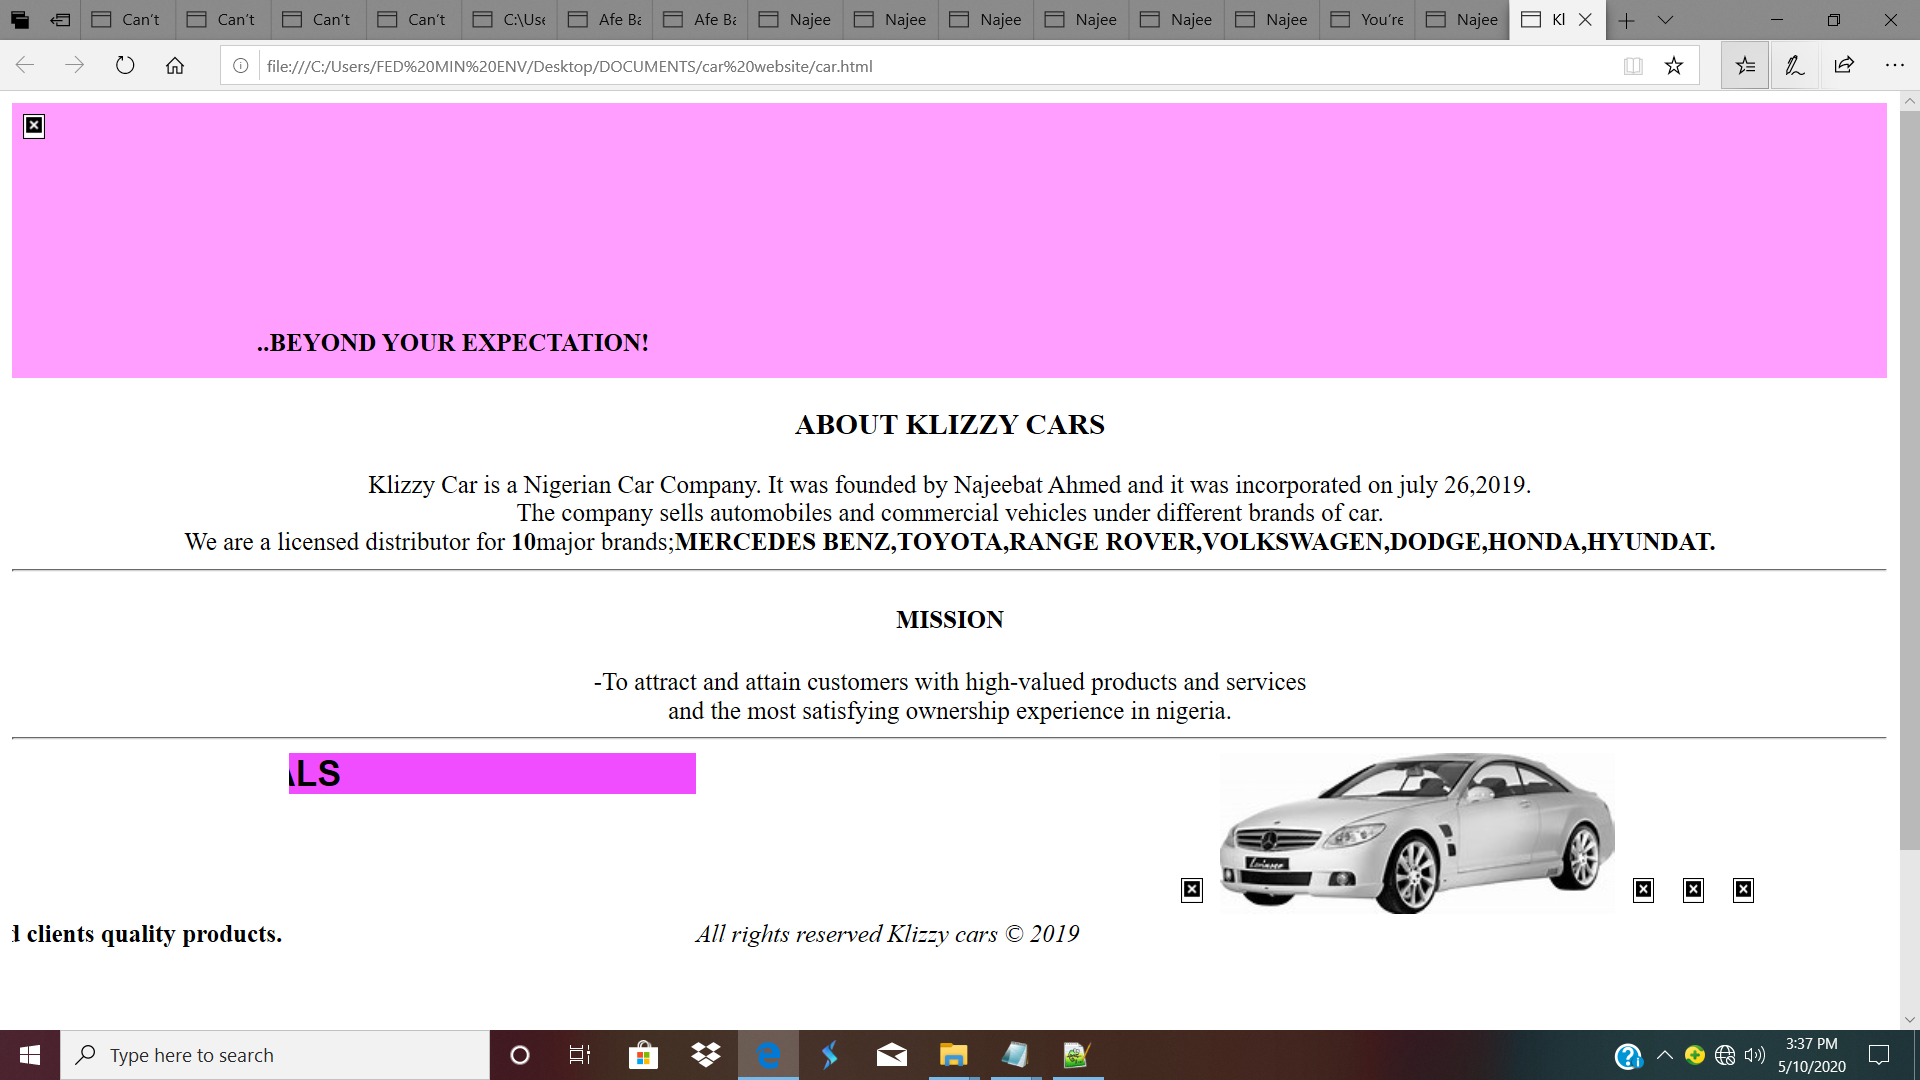 Can't Can't Can't Can't C:\Use Afe Ba Afe Ba Najee Najee Najee Najee Najee Najee You're Najee Kl
file:///C:/Users/FED%20MIN%20ENV/Desktop/DOCUMENTS/car%20website/car.html
..BEYOND YOUR EXPECTATION!
ABOUT KLIZZY CARS
Klizzy Car is a Nigerian Car Company. It was founded by Najeebat Ahmed and it was incorporated on july 26,2019.
The company sells automobiles and commercial vehicles under different brands of car.
We are a licensed distributor for 10major brands;MERCEDES BENZ,TOYOTA,RANGE ROVER,VOLKSWAGEN,DODGE,HONDA,HYUNDAT.
MISSION
-To attract and attain customers with high-valued products and services
and the most satisfying ownership experience in nigeria.
ALS
Lorinser
d clients quality products.
All rights reserved Klizzy cars © 2019
Type here to search
3:37 PM
5/10/2020